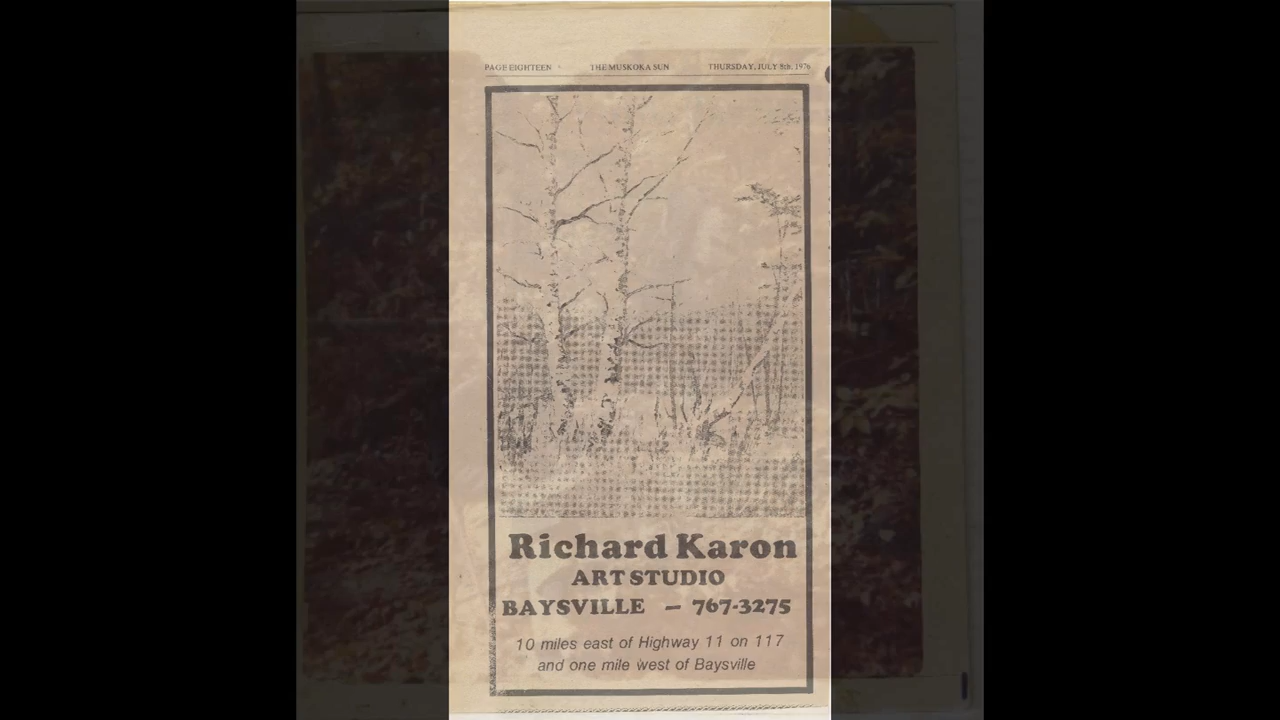 PAGE EIGHTEEN THE MUSKOKA SUN THURSDAY, JULY 8th, 1976
Richard Karon
ART STUDIO
BAYSVILLE — 767-3275
10 miles east of Highway 11 on 117
and one mile west of Baysville